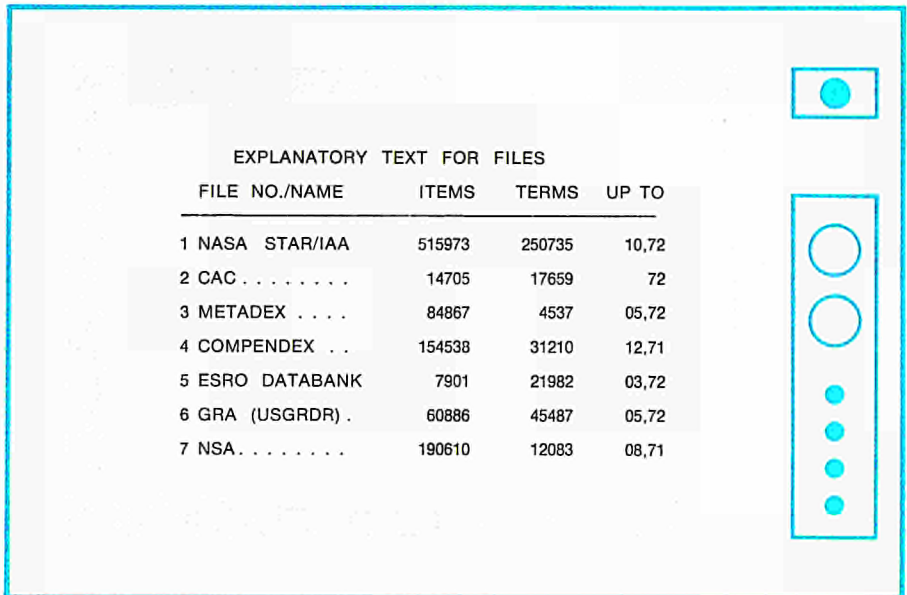 EXPLANATORY TEXT FOR FILES
FILE NO./NAME ITEMS TERMS UP TO
1 NASA STAR/IAA 515973 250735 10,72
2 CAC . . . . . . . . 14705 17659 72
3 METADEX . . . . 84867 4537 05,72
4 COMPENDEX . . 154538 31210 12,71
5 ESRO DATABANK 7901 21982 03,72
6 GRA (USGRDR) . 60886 45487 05,72
7 NSA . . . . . . . . 190610 12083 08,71